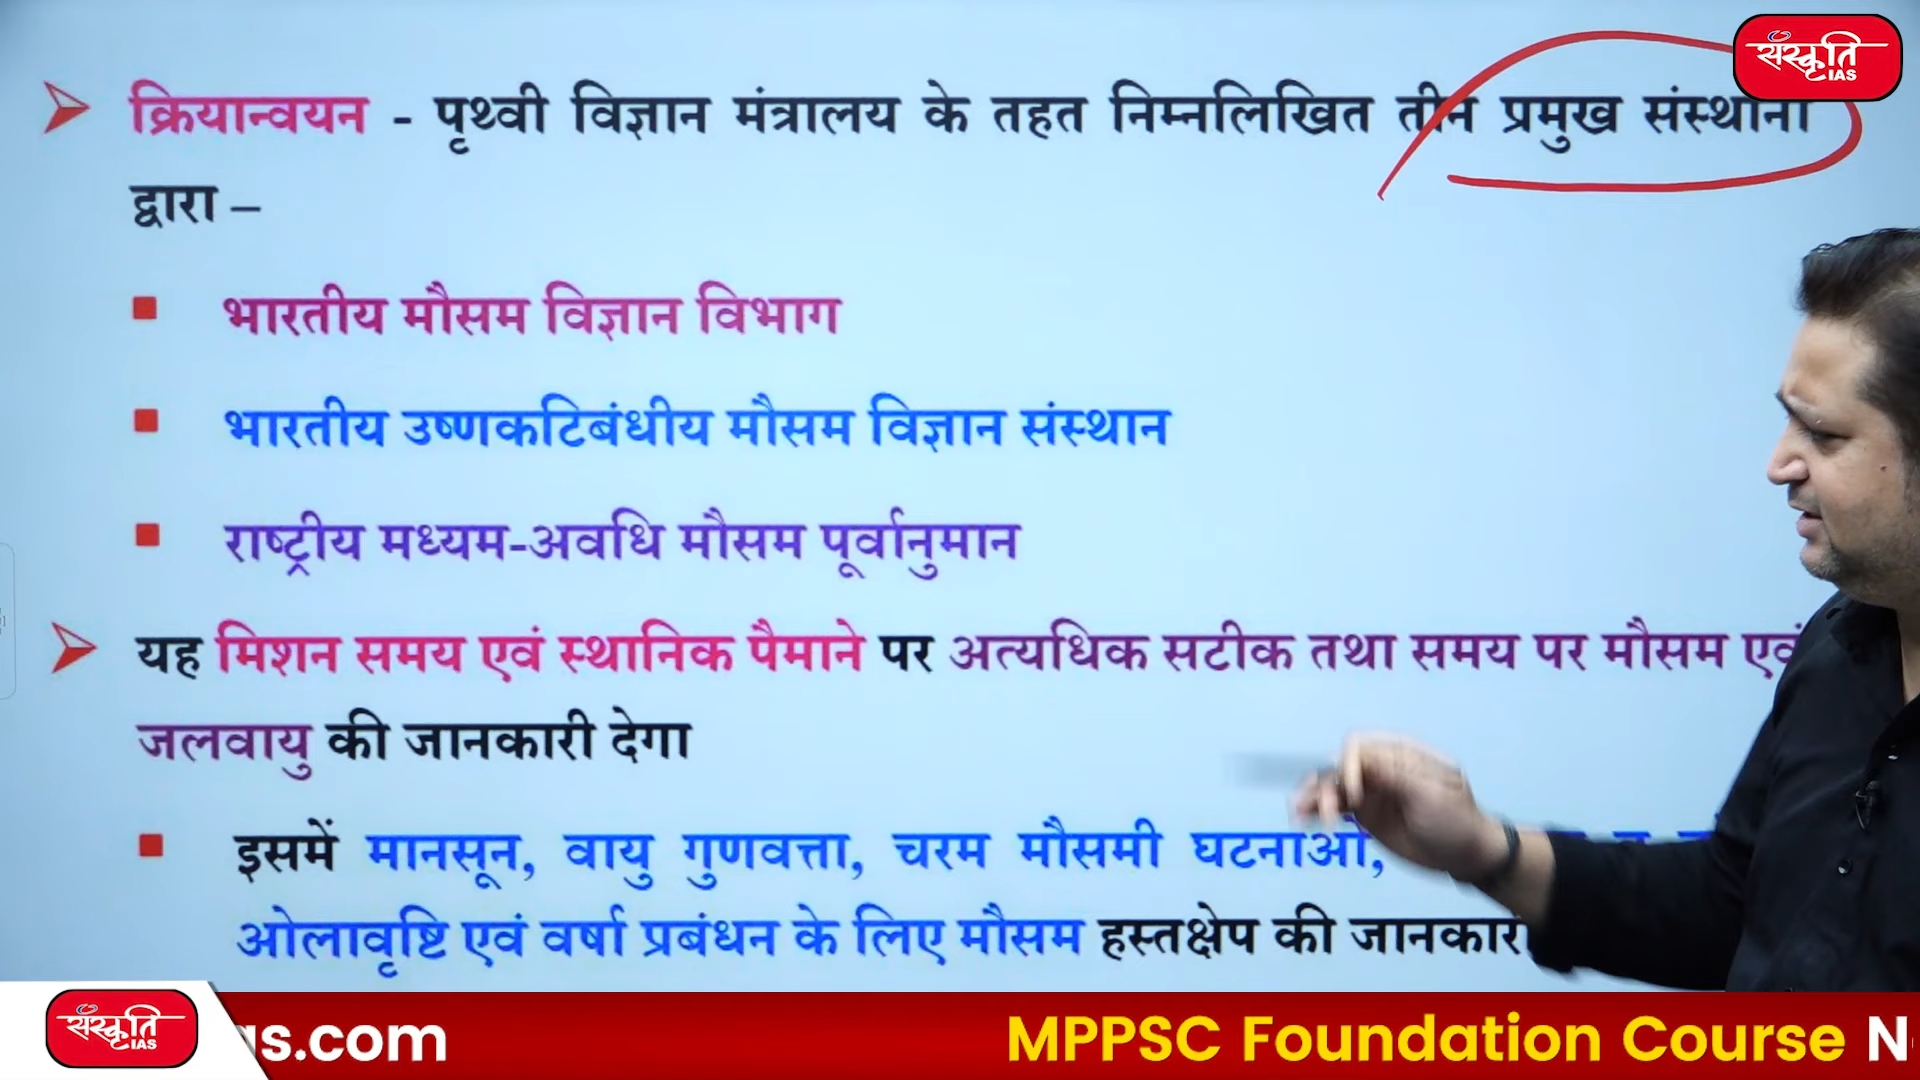 संस्कृति
IAS
क्रियान्वयन - पृथ्वी विज्ञान मंत्रालय के तहत निम्नलिखित तीन प्रमुख संस्थानों
द्वारा –
भारतीय मौसम विज्ञान विभाग
भारतीय उष्णकटिबंधीय मौसम विज्ञान संस्थान
राष्ट्रीय मध्यम-अवधि मौसम पूर्वानुमान
यह मिशन समय एवं स्थानिक पैमाने पर अत्यधिक सटीक तथा समय पर मौसम एवं
जलवायु की जानकारी देगा
इसमें मानसून, वायु गुणवत्ता, चरम मौसमी घटनाओं,
ओलावृष्टि एवं वर्षा प्रबंधन के लिए मौसम हस्तक्षेप की
संस्कृति
IAS
s.com
MPPSC Foundation Course N